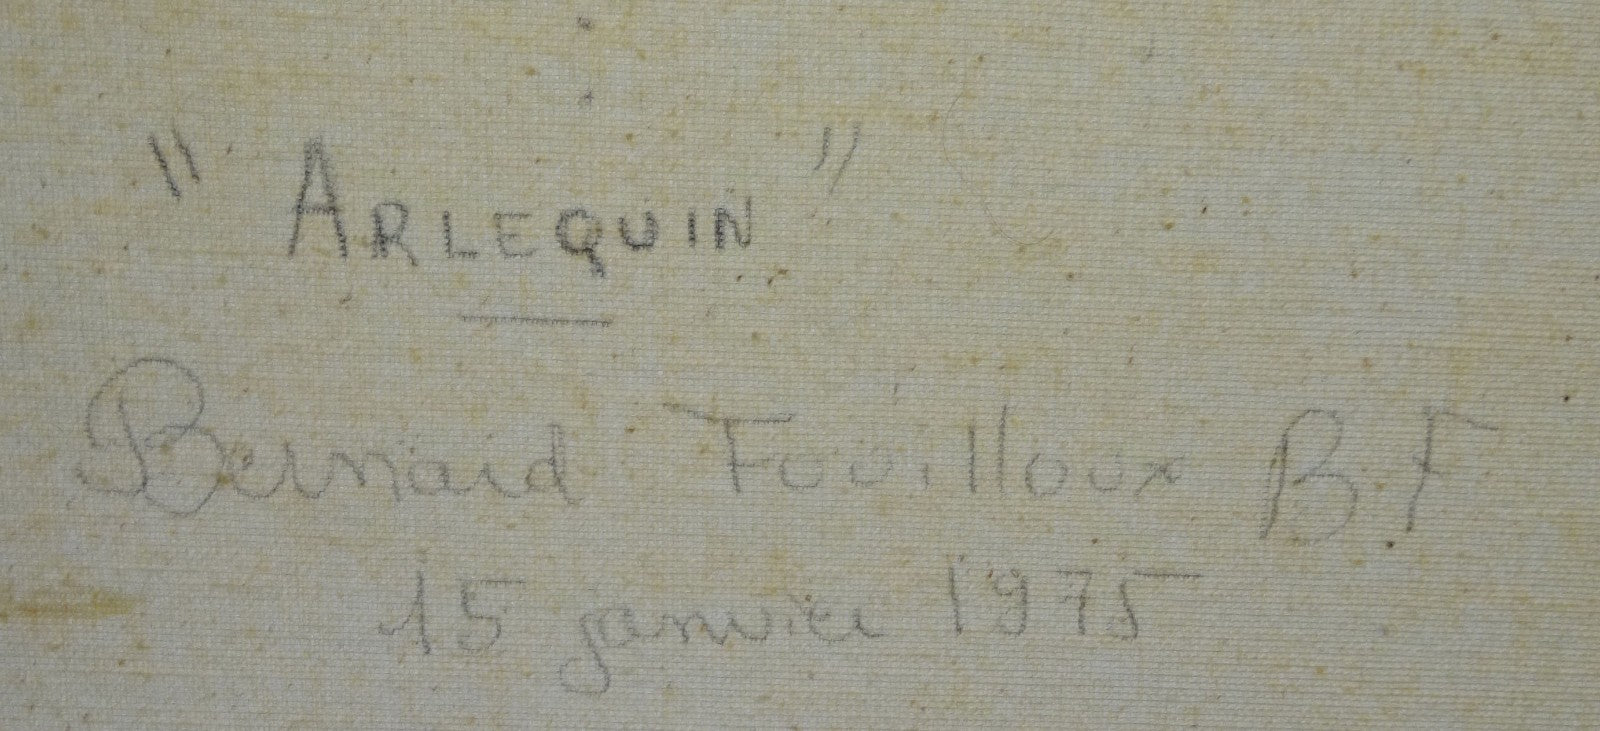 "ARLEQUIN"
Bernard Fouilloux B.F
15 janvier 1975